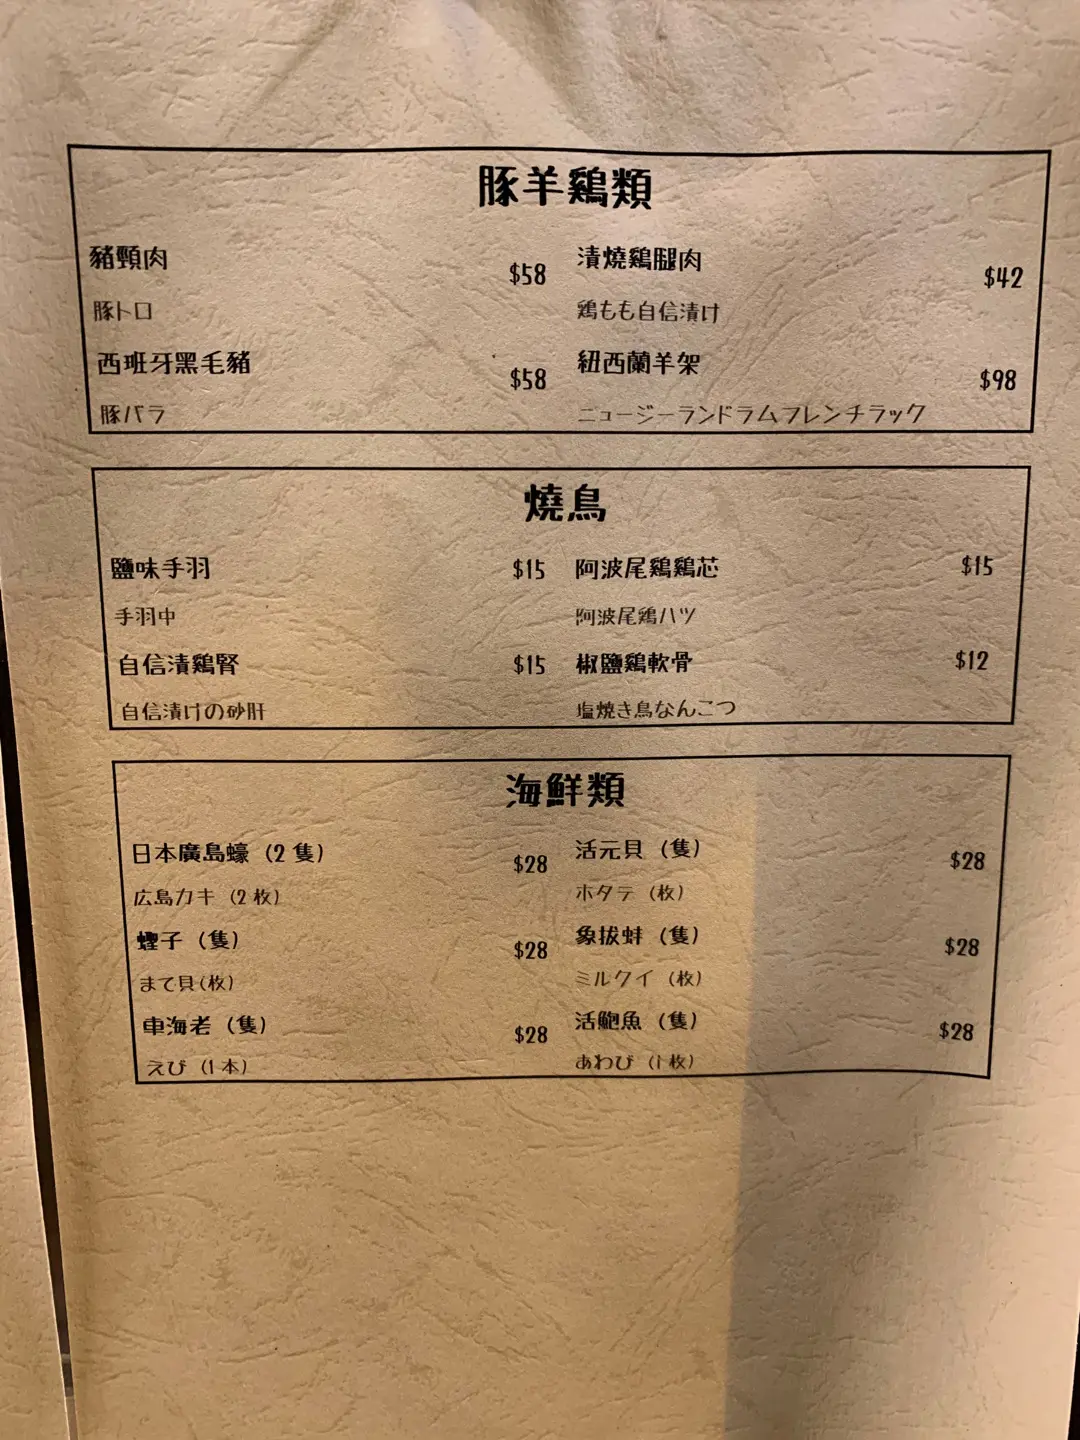 豚羊鶏類
豬頸肉 $58
豚トロ
西班牙黑毛豬 $58
豚バラ
漬燒鶏腿肉 $42
鶏もも自信漬け
紐西蘭羊架 $98
ニュージーランドラムフレンチラック
燒鳥
鹽味手羽 $15
手羽中
自信漬鶏腎 $15
自信漬けの砂肝
阿波尾鶏鶏芯 $15
阿波尾鶏ハツ
椒鹽鶏軟骨 $12
塩焼き鳥なんこつ
海鮮類
日本廣島蠔 (2 隻) $28
広島カキ (2 枚)
蟶子 (隻) $28
まて貝(枚)
車海老 (隻) $28
えび (1 本)
活元貝 (隻) $28
ホタテ (枚)
象拔蚌 (隻) $28
ミルクイ (枚)
活鮑魚 (隻) $28
あわび (1 枚)